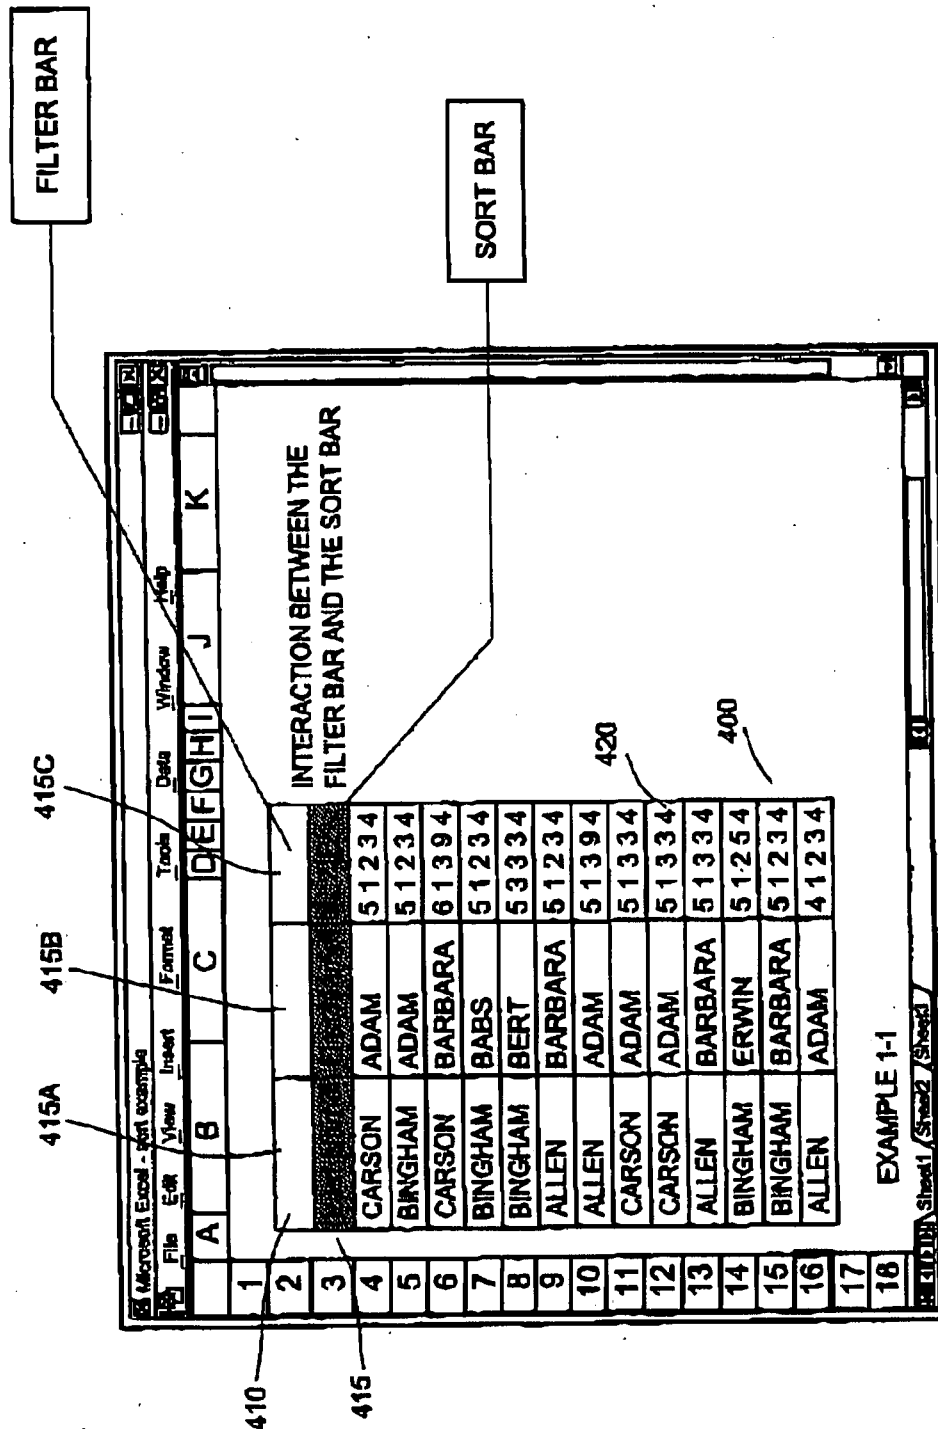 FILTER BAR
SORT BAR
415A
415B
415C
410
415
420
400
Microsoft Excel - sort example
File Edit View Insert Format Tools Data Window Help
A B C D E F G H I J K
1
2
INTERACTION BETWEEN THE
3
FILTER BAR AND THE SORT BAR
4 CARSON ADAM 5 1 2 3 4
5 BINGHAM ADAM 5 1 2 3 4
6 CARSON BARBARA 6 1 3 9 4
7 BINGHAM BABS 5 1 2 3 4
8 BINGHAM BERT 5 3 3 3 4
9 ALLEN BARBARA 5 1 2 3 4
10 ALLEN ADAM 5 1 3 9 4
11 CARSON ADAM 5 1 3 3 4
12 CARSON ADAM 5 1 3 3 4
13 ALLEN BARBARA 5 1 3 3 4
14 BINGHAM ERWIN 5 1 2 5 4
15 BINGHAM BARBARA 5 1 2 3 4
16 ALLEN ADAM 4 1 2 3 4
17
18 EXAMPLE 1-1
Sheet1 Sheet2 Sheet3